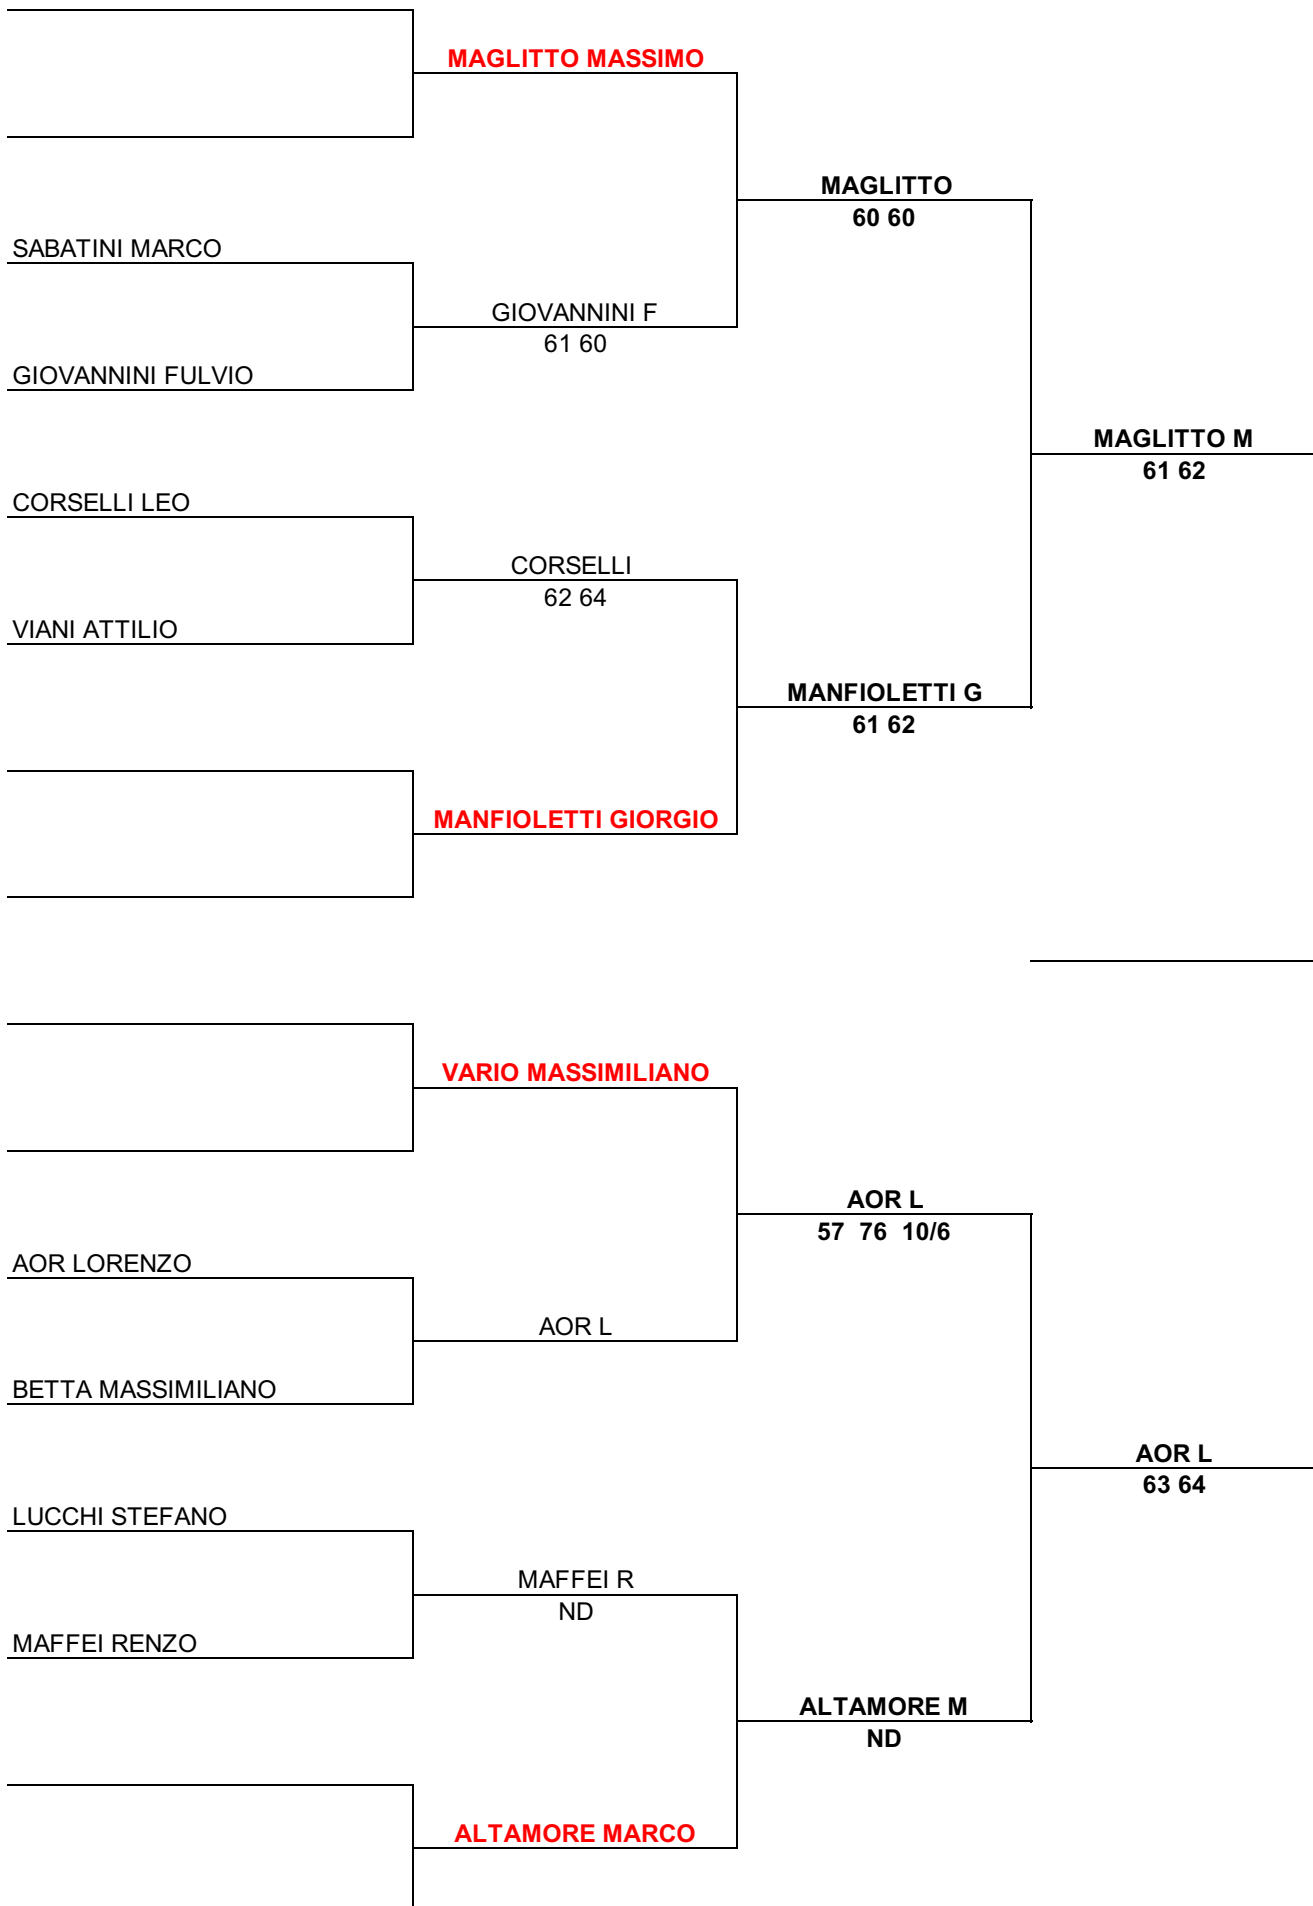 MAGLITTO MASSIMO
MAGLITTO
60 60
SABATINI MARCO
GIOVANNINI F
61 60
GIOVANNINI FULVIO
MAGLITTO M
61 62
CORSELLI LEO
CORSELLI
62 64
VIANI ATTILIO
MANFIOLETTI G
61 62
MANFIOLETTI GIORGIO
VARIO MASSIMILIANO
AOR L
57 76 10/6
AOR LORENZO
AOR L
BETTA MASSIMILIANO
AOR L
63 64
LUCCHI STEFANO
MAFFEI R
ND
MAFFEI RENZO
ALTAMORE M
ND
ALTAMORE MARCO